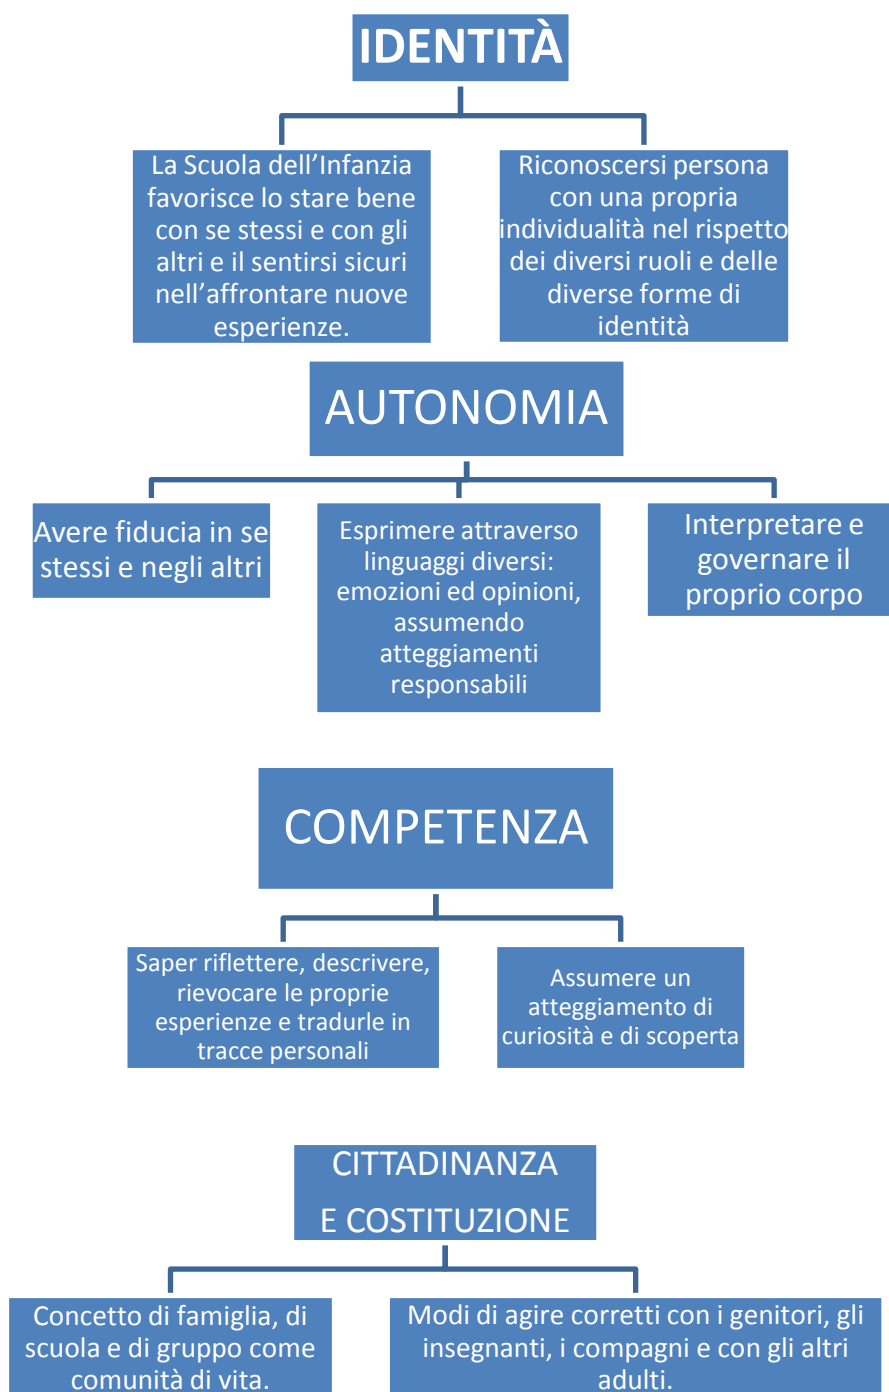 IDENTITÀ
La Scuola dell’Infanzia
favorisce lo stare bene
con se stessi e con gli
altri e il sentirsi sicuri
nell’affrontare nuove
esperienze.
Riconoscersi persona
con una propria
individualità nel rispetto
dei diversi ruoli e delle
diverse forme di
identità
AUTONOMIA
Avere fiducia in se
stessi e negli altri
Esprimere attraverso
linguaggi diversi:
emozioni ed opinioni,
assumendo
atteggiamenti
responsabili
Interpretare e
governare il
proprio corpo
COMPETENZA
Saper riflettere, descrivere,
rievocare le proprie
esperienze e tradurle in
tracce personali
Assumere un
atteggiamento di
curiosità e di scoperta
CITTADINANZA
E COSTITUZIONE
Concetto di famiglia, di
scuola e di gruppo come
comunità di vita.
Modi di agire corretti con i genitori, gli
insegnanti, i compagni e con gli altri
adulti.